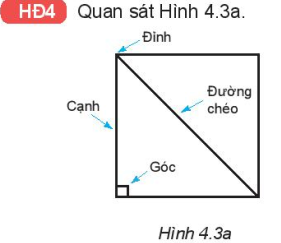 HĐ4 Quan sát Hình 4.3a.
Đỉnh
Đường
chéo
Cạnh
Góc
Hình 4.3a